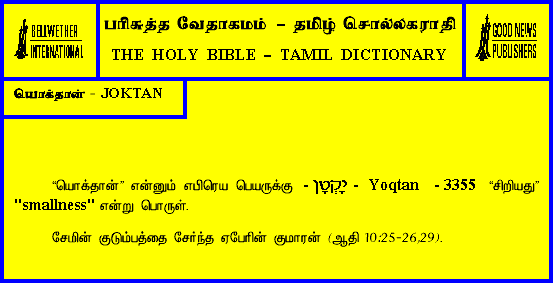 BELLWETHER
INTERNATIONAL
பரிசுத்த வேதாகமம் - தமிழ் சொல்லகராதி
THE HOLY BIBLE – TAMIL DICTIONARY
GOOD NEWS
PUBLISHERS
யொக்தான் - JOKTAN
“யொக்தான்” என்னும் எபிரெய பெயருக்கு - יָקְטָן - Yoqtan - 3355 “சிறியது”
"smallness" என்று பொருள்.
சேமின் குடும்பத்தை சேர்ந்த ஏபேரின் குமாரன் (ஆதி 10:25-26,29).